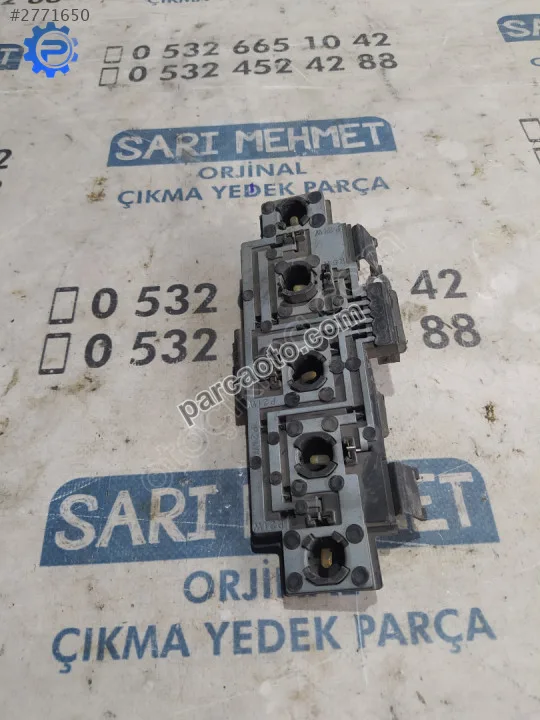 #2771650
0 532 665 10 42
0 532 452 42 88
SARI MEHMET
ORJİNAL
ÇIKMA YEDEK PARÇA
0 532
42
0 532
88
parcaoto.com
SARI
MET
ORJİNAL
ÇIKMA YEDEK PARÇA